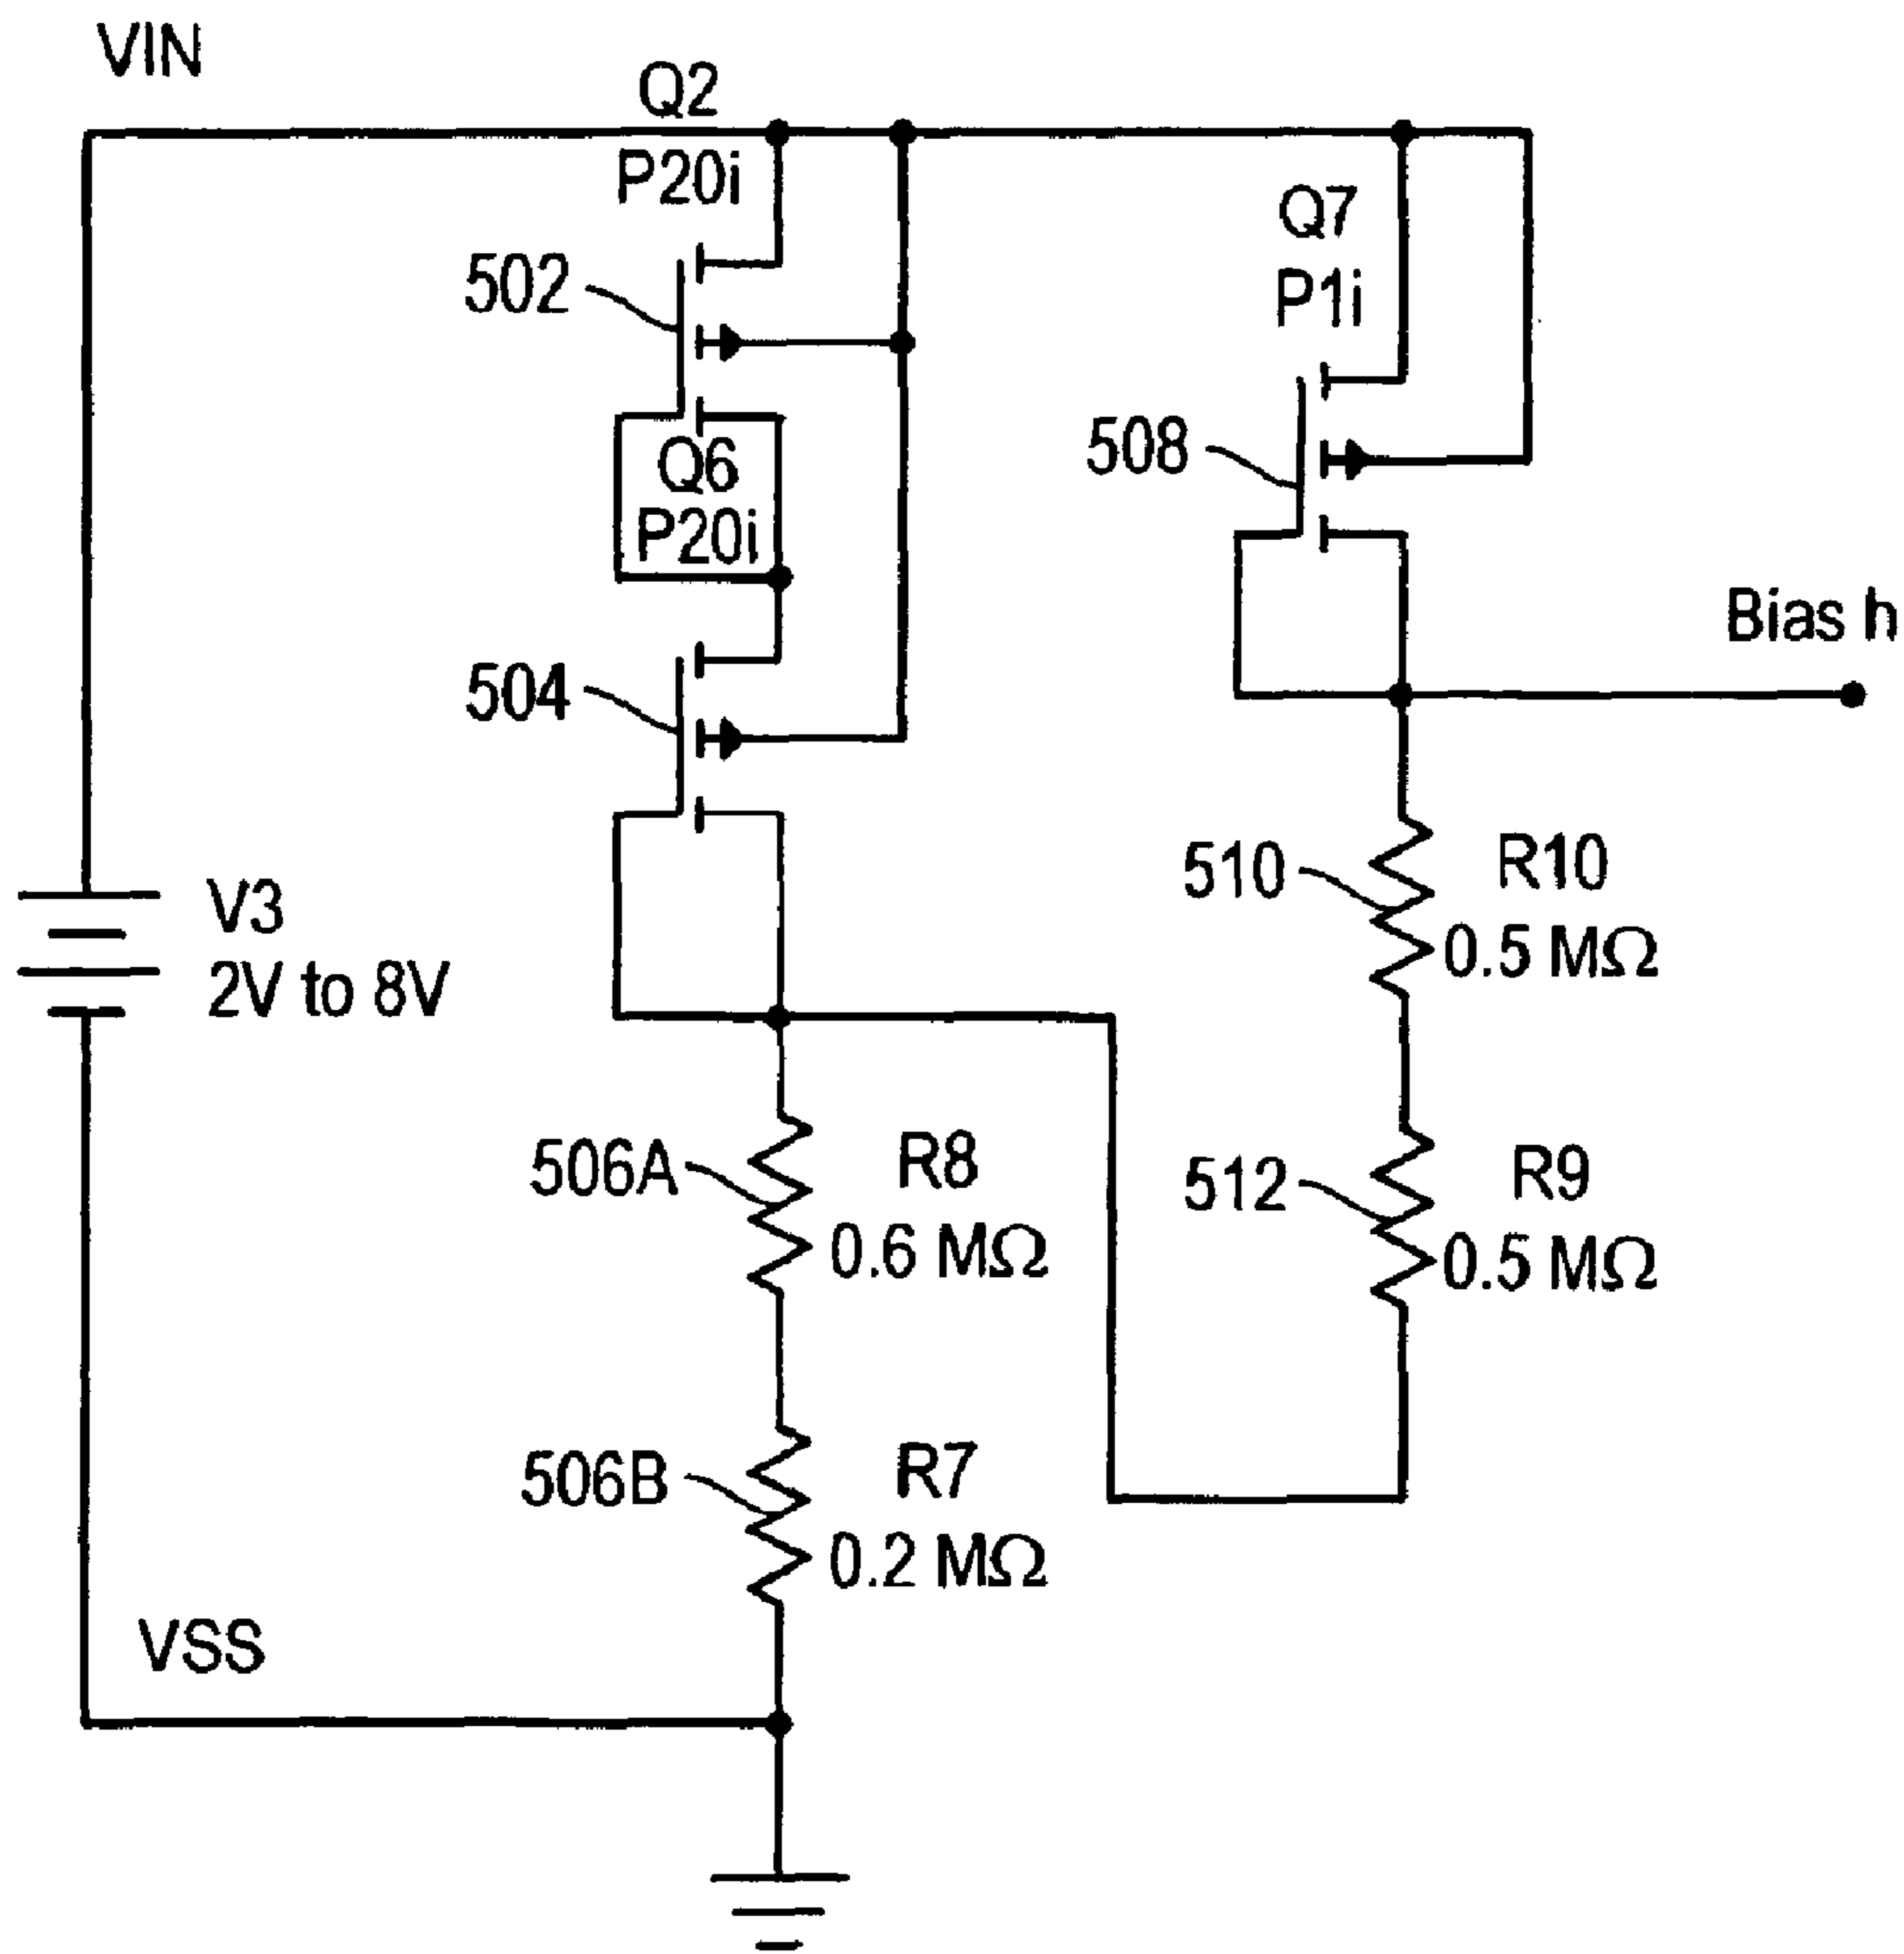 VIN
Q2
P20i
502
Q7
P1i
Q6
P20i
508
Bias h
504
V3
2V to 8V
510
R10
0.5 MΩ
506A
R8
0.6 MΩ
512
R9
0.5 MΩ
506B
R7
0.2 MΩ
VSS